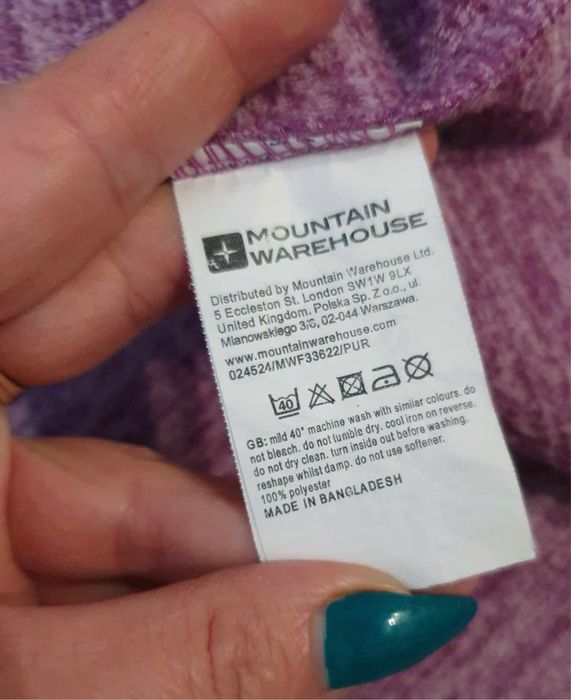 MOUNTAIN
WAREHOUSE
Distributed by Mountain Warehouse Ltd.
5 Eccleston St. London SW1W 9LX
United Kingdom. Polska Sp. Z o.o., ul.
Mianowskiego 3/6, 02-044 Warszawa.
www.mountainwarehouse.com
024524/MWF33622/PUR
40
GB: mild 40° machine wash with similar colours. do
not bleach. do not tumble dry. cool iron on reverse.
do not dry clean. turn inside out before washing.
reshape whilst damp. do not use softener.
100% polyester
MADE IN BANGLADESH